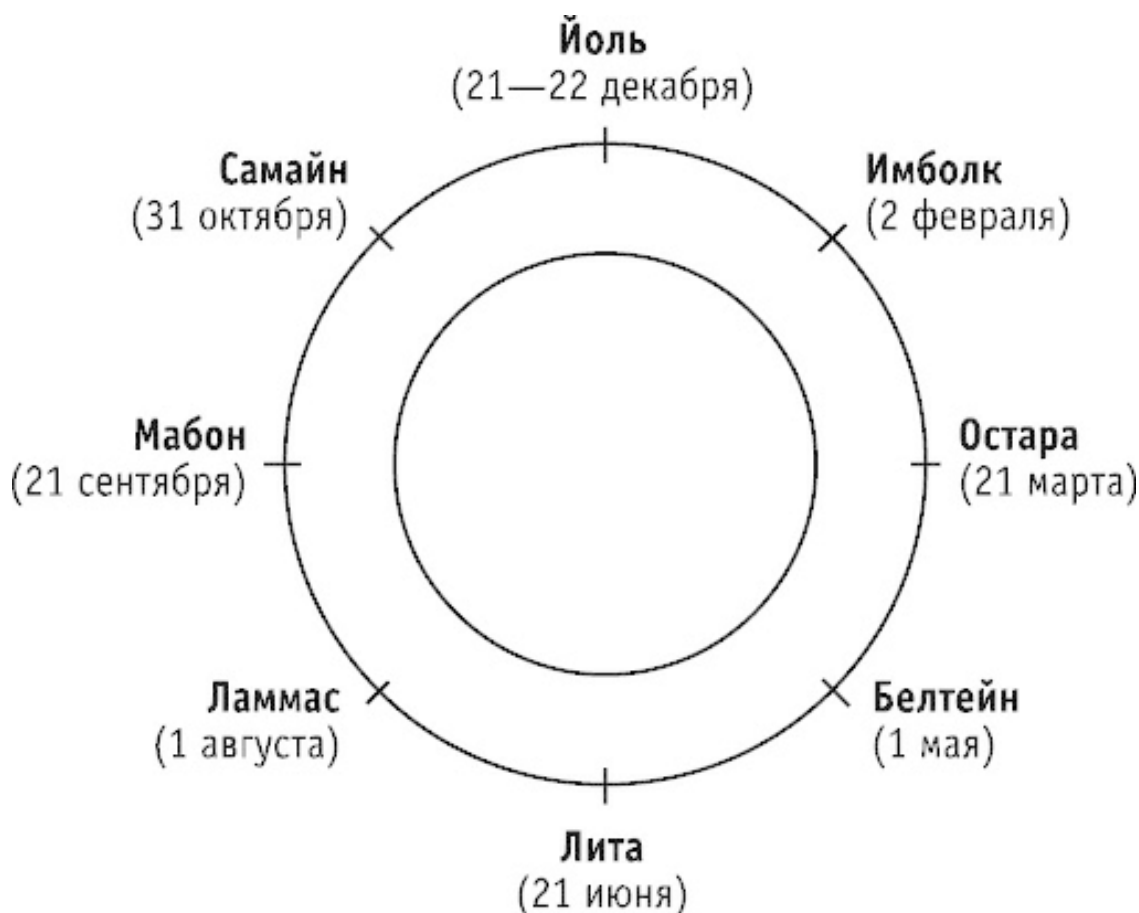 Йоль
(21—22 декабря)
Самайн
(31 октября)
Имболк
(2 февраля)
Мабон
(21 сентября)
Остара
(21 марта)
Ламмас
(1 августа)
Белтейн
(1 мая)
Лита
(21 июня)